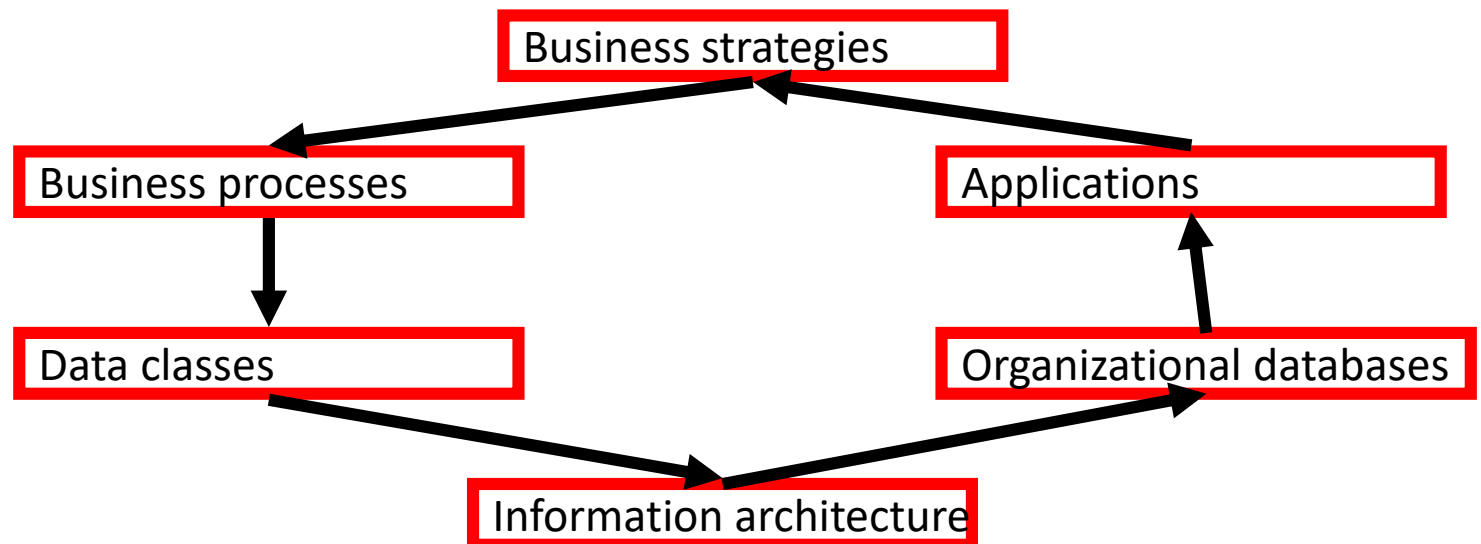 Business strategies
Business processes
Applications
Data classes
Organizational databases
Information architecture